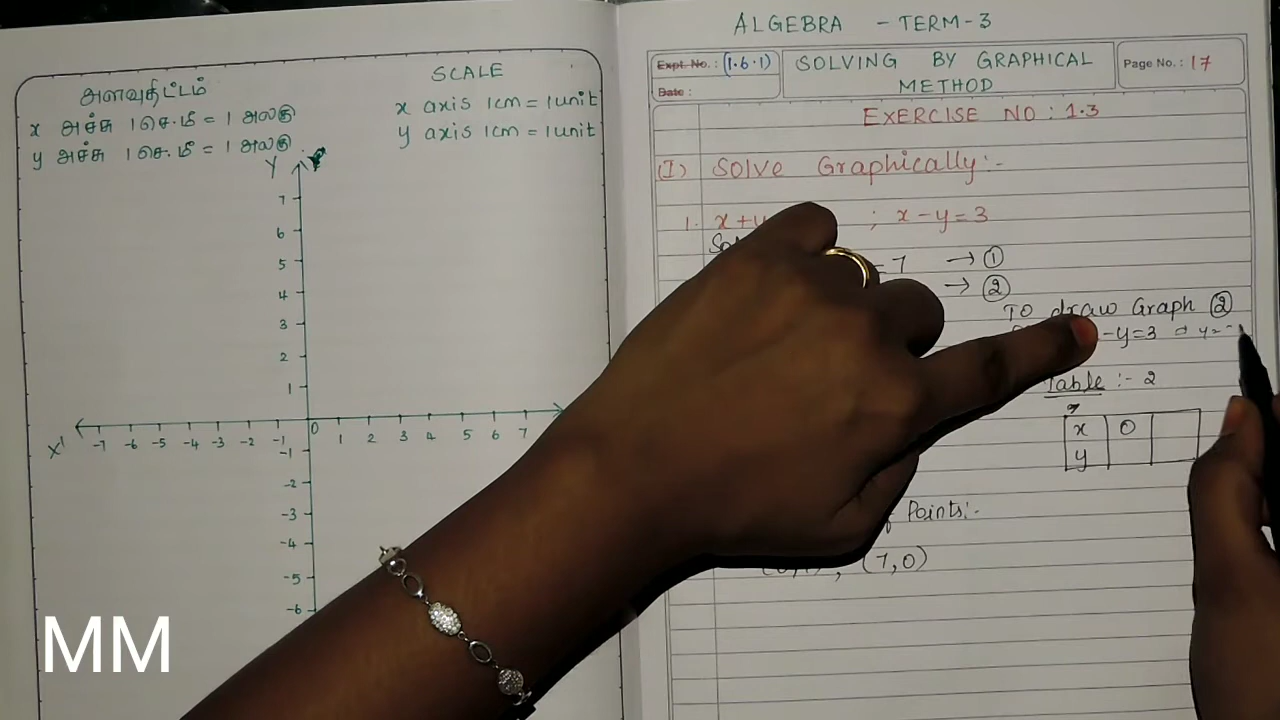 அளவுதிட்டம்
x அச்சு 1செ.மீ = 1 அலகு
y அச்சு 1செ.மீ = 1 அலகு
SCALE
x axis 1cm = 1unit
y axis 1cm = 1unit
Y
7
6
5
4
3
2
1
X' -7 -6 -5 -4 -3 -2 -1 0 1 2 3 4 5 6 7
-1
-2
-3
-4
-5
-6
MM
ALGEBRA - TERM-3
Expt. No. : (1.6.1)
Date :
SOLVING BY GRAPHICAL
METHOD
Page No. : 17
EXERCISE NO : 1.3
(I) Solve Graphically:-
1. x+y ; x-y=3
=7 → ①
→ ②
To draw Graph ②
-y=3
Table :- 2
x 0
y
Points:-
, (7,0)